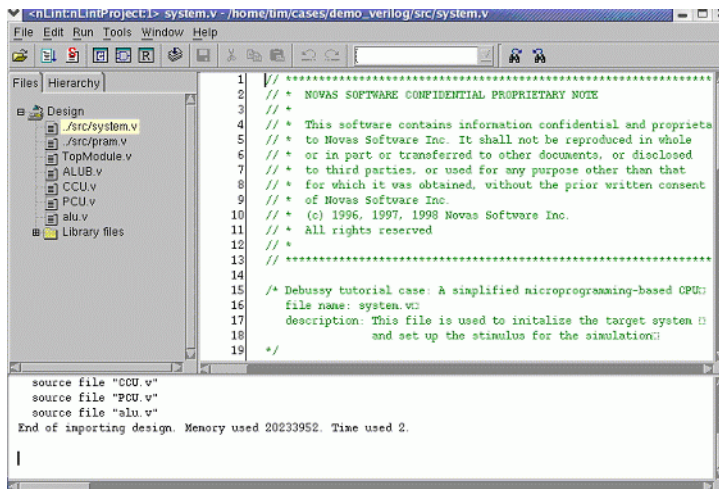 <nLint:nLintProject:1> system.v - /home/tim/cases/demo_verilog/src/system.v
File Edit Run Tools Window Help
Files Hierarchy
Design
../src/system.v
../src/pram.v
TopModule.v
ALUB.v
CCU.v
PCU.v
alu.v
Library files
1 // **********************************************************************
2 // * NOVAS SOFTWARE CONFIDENTIAL PROPRIETARY NOTE
3 // *
4 // * This software contains information confidential and proprieta
5 // * to Novas Software Inc. It shall not be reproduced in whole
6 // * or in part or transferred to other documents, or disclosed
7 // * to third parties, or used for any purpose other than that
8 // * for which it was obtained, without the prior written consent
9 // * of Novas Software Inc.
10 // * (c) 1996, 1997, 1998 Novas Software Inc.
11 // * All rights reserved
12 // *
13 // **********************************************************************
14
15 /* Debussy tutorial case: A simplified microprogramming-based CPU
16 file name: system.v
17 description: This file is used to initalize the target system
18 and set up the stimulus for the simulation
19 */
source file "CCU.v"
source file "PCU.v"
source file "alu.v"
End of importing design. Memory used 20233952. Time used 2.